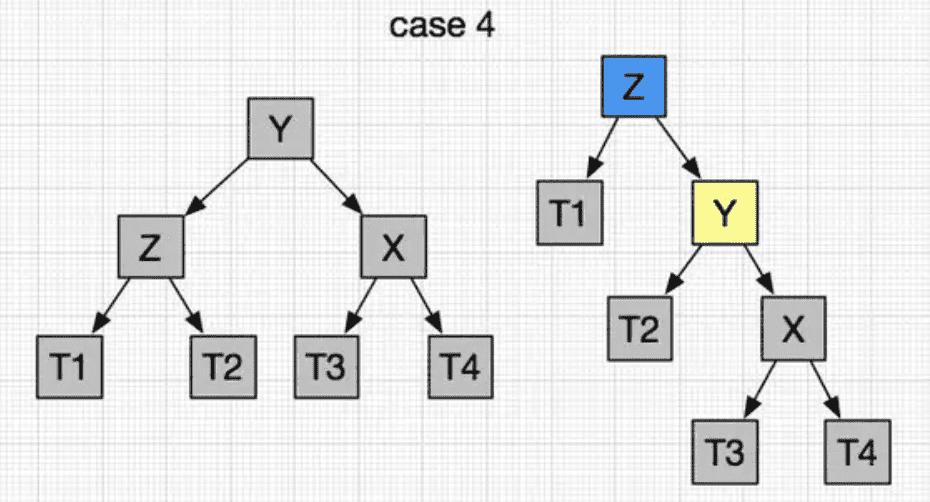 case 4
Y
Z X
T1 T2 T3 T4
Z
T1 Y
T2 X
T3 T4